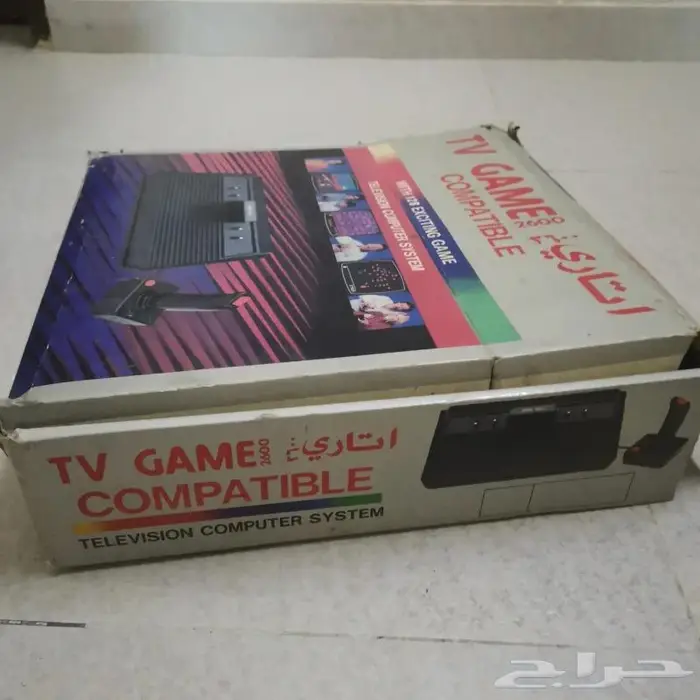 TV GAME 2600
اتاري ٢٦٠٠
COMPATIBLE
WITH 128 EXCITING GAME
TELEVISION COMPUTER SYSTEM
TV GAME 2600
اتاري ٢٦٠٠
COMPATIBLE
TELEVISION COMPUTER SYSTEM
حراج